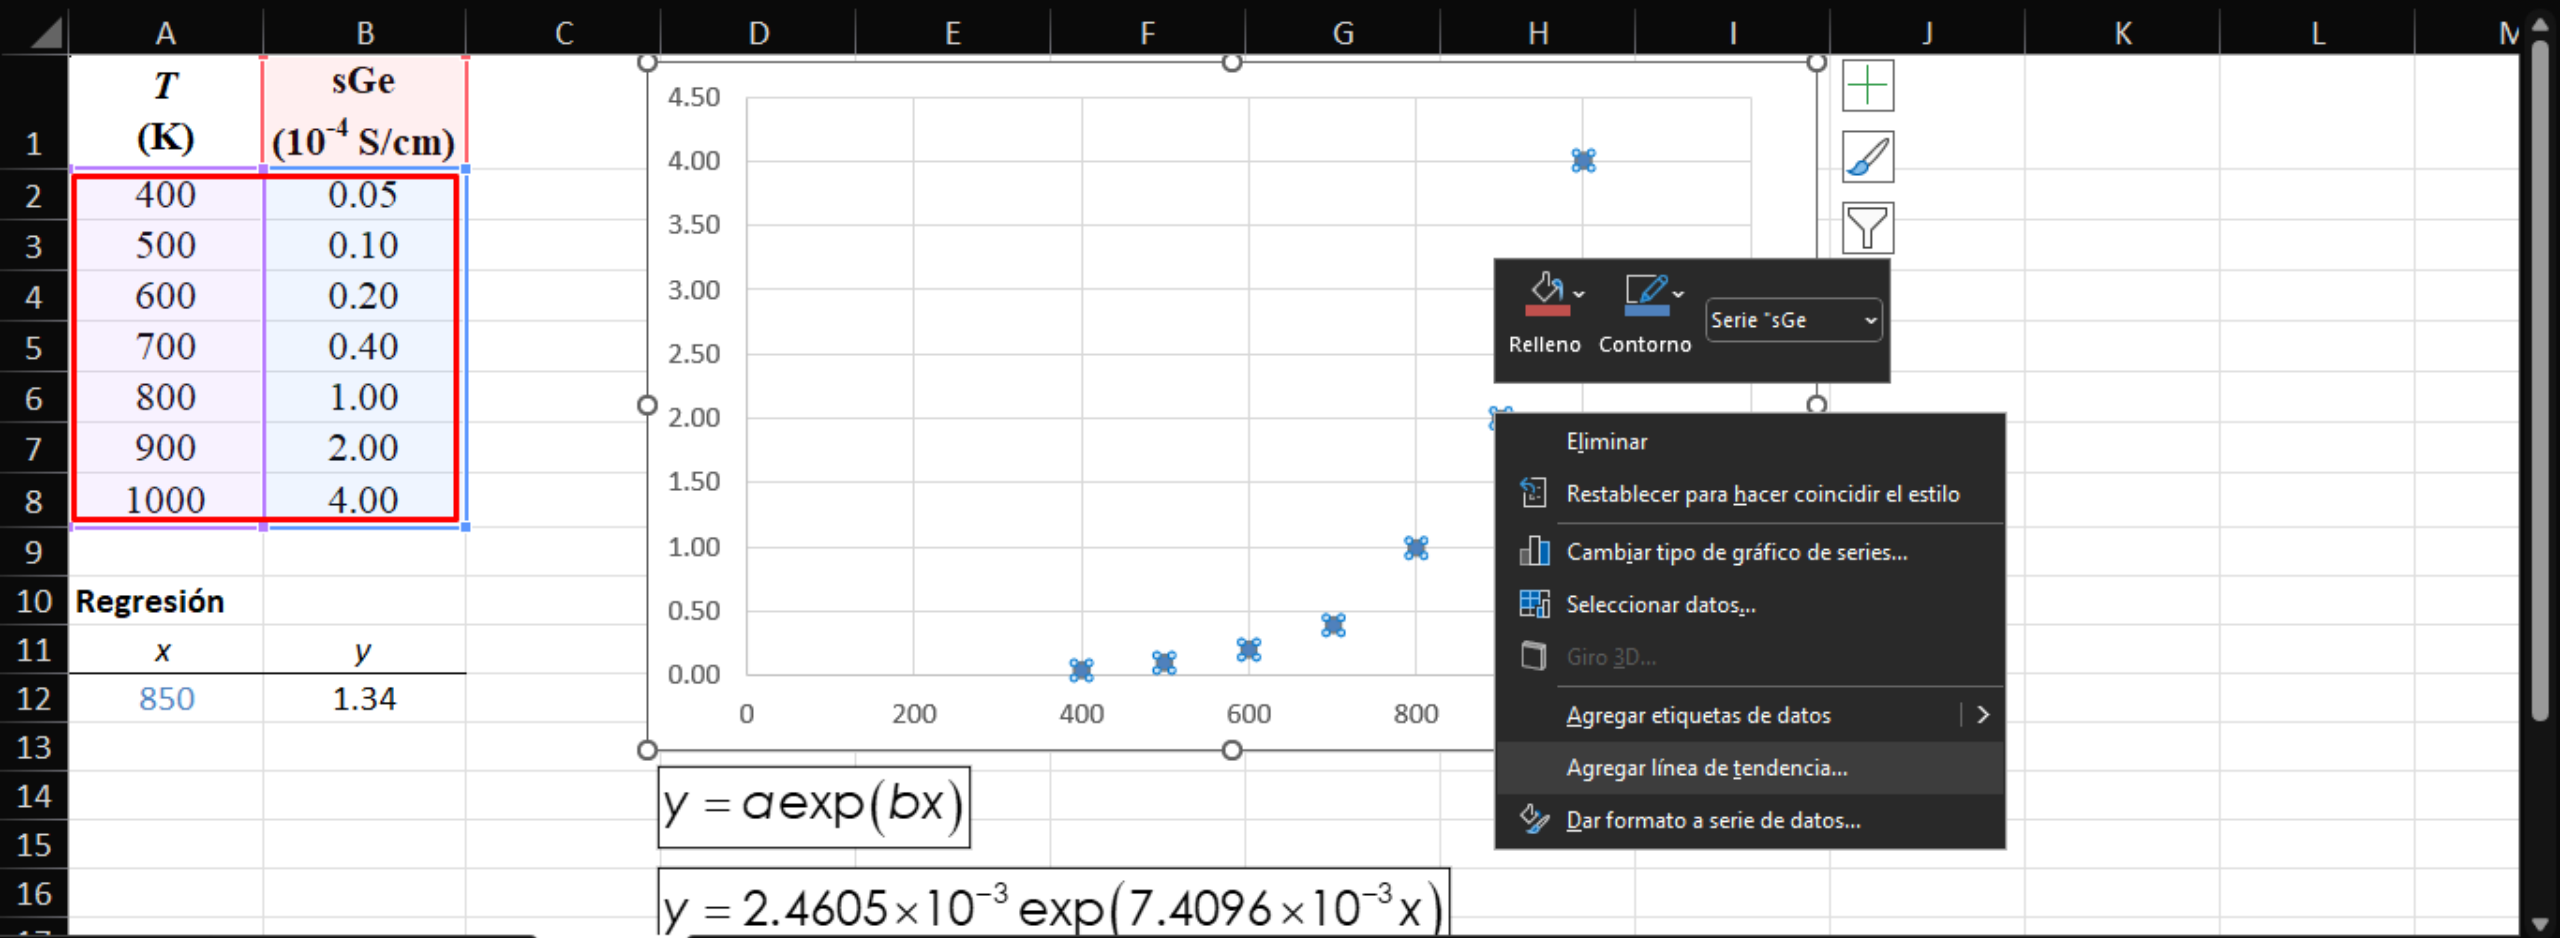 A B C D E F G H I J K L M
1 T sGe
(K) (10⁻⁴ S/cm)
2 400 0.05
3 500 0.10
4 600 0.20
5 700 0.40
6 800 1.00
7 900 2.00
8 1000 4.00
9
10 Regresión
11 x y
12 850 1.34
13
14
15
16
4.50
4.00
3.50
3.00
2.50
2.00
1.50
1.00
0.50
0.00
0 200 400 600 800
Relleno Contorno Serie "sGe
Eliminar
Restablecer para hacer coincidir el estilo
Cambiar tipo de gráfico de series...
Seleccionar datos...
Giro 3D...
Agregar etiquetas de datos
Agregar línea de tendencia...
Dar formato a serie de datos...
y = a exp(bx)
y = 2.4605×10⁻³ exp(7.4096×10⁻³x)